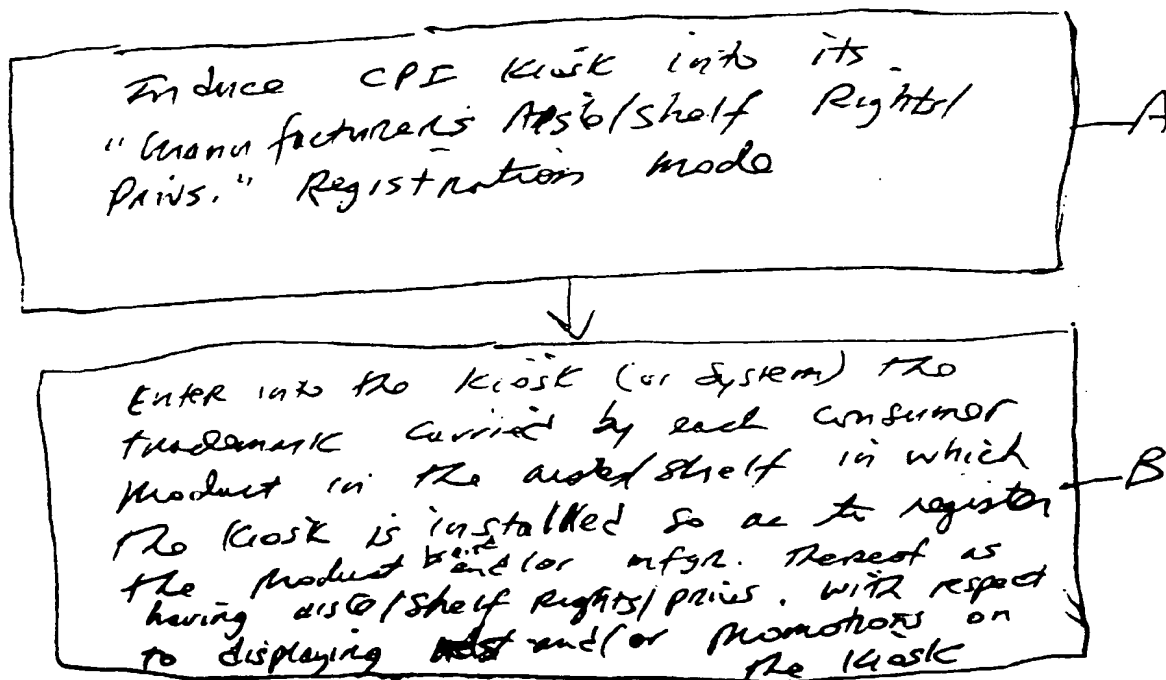 Induce CPI Kiosk into its
"Manufacturer's Aisle/Shelf Rights/
Privs." Registration mode
A
Enter into the Kiosk (or System) the
trademark carried by each consumer
product in the aisle/shelf in which
the Kiosk is installed so as to register
the product and/or mfgr. thereof as
having aisle/shelf Rights/privs. with respect
to displaying and/or promotions on
the Kiosk
B